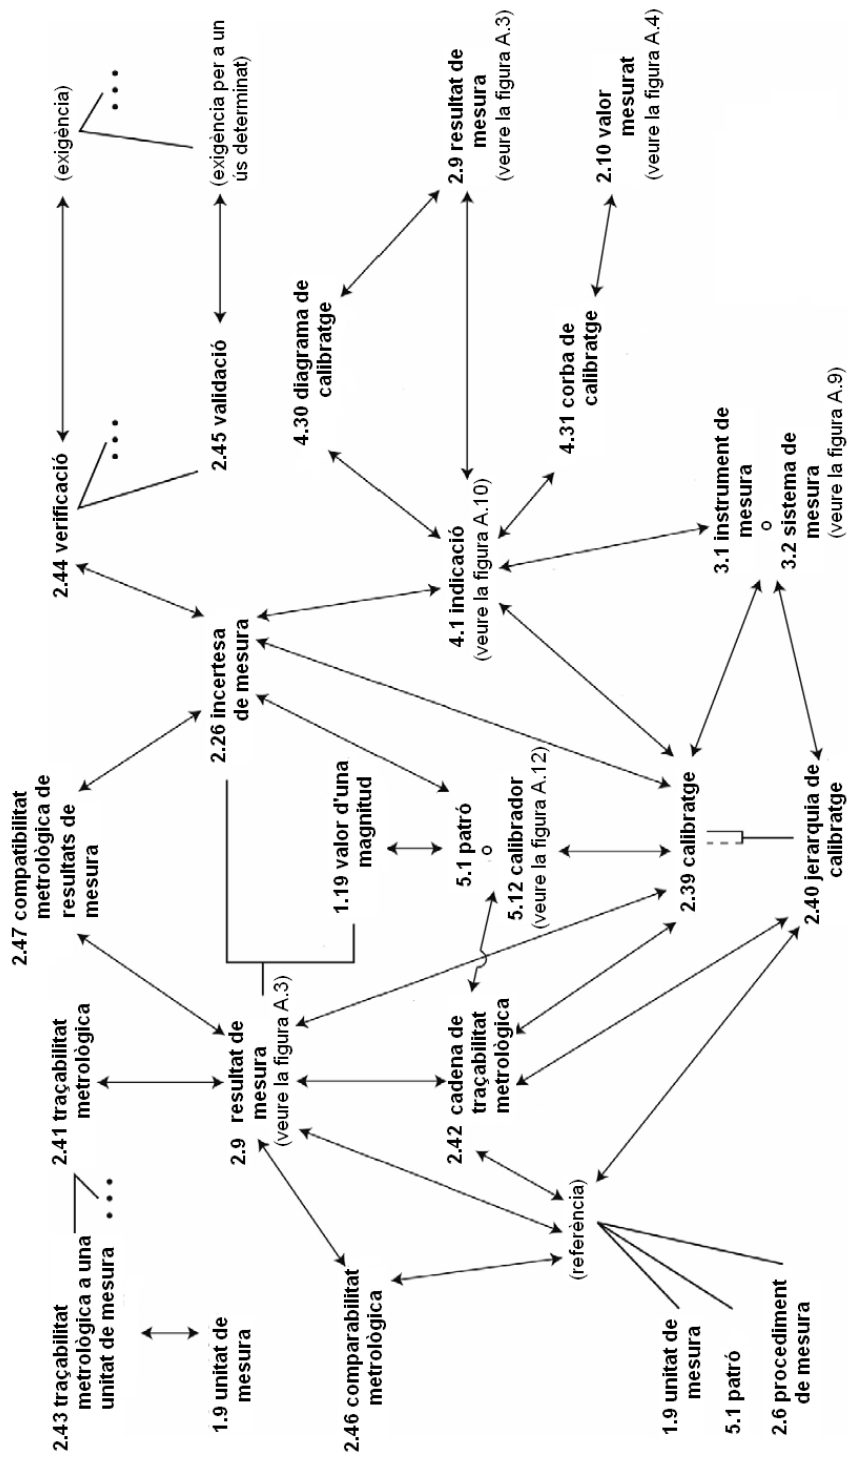 2.43 traçabilitat
metrològica a una
unitat de mesura
1.9 unitat de
mesura
2.46 comparabilitat
metrològica
1.9 unitat de
mesura
5.1 patró
2.6 procediment
de mesura
(referència)
2.41 traçabilitat
metrològica
2.9 resultat de
mesura
(veure la figura A.3)
2.42 cadena de
traçabilitat
metrològica
2.47 compatibilitat
metrològica de
resultats de
mesura
1.19 valor d'una
magnitud
5.1 patró
o
5.12 calibrador
(veure la figura A.12)
2.39 calibratge
2.40 jerarquia de
calibratge
2.26 incertesa
de mesura
4.1 indicació
(veure la figura A.10)
3.1 instrument de
mesura
o
3.2 sistema de
mesura
(veure la figura A.9)
2.44 verificació
2.45 validació
4.30 diagrama de
calibratge
4.31 corba de
calibratge
(exigència)
(exigència per a un
ús determinat)
2.9 resultat de
mesura
(veure la figura A.3)
2.10 valor
mesurat
(veure la figura A.4)